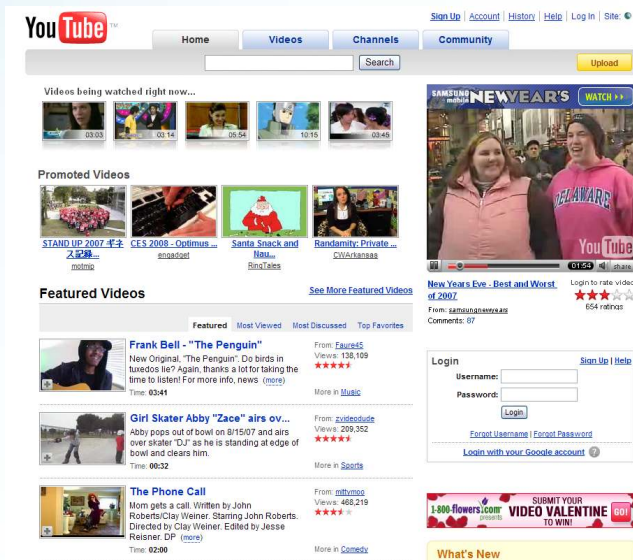 Sign Up | Account | History | Help | Log In | Site:
YouTube™
Home
Videos
Channels
Community
Search
Upload
Videos being watched right now...
03:03
03:14
05:54
10:15
03:45
Promoted Videos
STAND UP 2007 ギネス記録...
motmip
CES 2008 - Optimus ...
engadget
Santa Snack and
Nau...
RingTales
Randamity: Private ...
CWArkansas
SAMSUNG
mobile
NEW YEAR'S
WATCH
DELAWARE
YouTube
01:54
share
New Years Eve - Best and Worst
of 2007
From: samsungnewyears
Comments: 87
Login to rate video
654 ratings
Featured Videos
See More Featured Videos
Featured
Most Viewed
Most Discussed
Top Favorites
Frank Bell - "The Penguin"
New Original, "The Penguin". Do birds in
tuxedos lie? Again, thanks a lot for taking the
time to listen! For more info, news (more)
Time: 03:41
From: Faure45
Views: 138,109
More in Music
Girl Skater Abby "Zace" airs ov...
Abby pops out of bowl on 8/15/07 and airs
over skater "DJ" as he is standing at edge of
bowl and clears him.
Time: 00:32
From: zvideodude
Views: 209,352
More in Sports
The Phone Call
Mom gets a call. Written by John
Roberts/Clay Weiner. Starring John Roberts.
Directed by Clay Weiner. Edited by Jesse
Reisner. DP (more)
Time: 02:00
From: mittymoo
Views: 468,219
More in Comedy
Login
Sign Up | Help
Username:
Password:
Login
Forgot Username | Forgot Password
Login with your Google account ?
1-800-flowers.com
presents
SUBMIT YOUR
VIDEO VALENTINE
TO WIN!
GO!
What's New